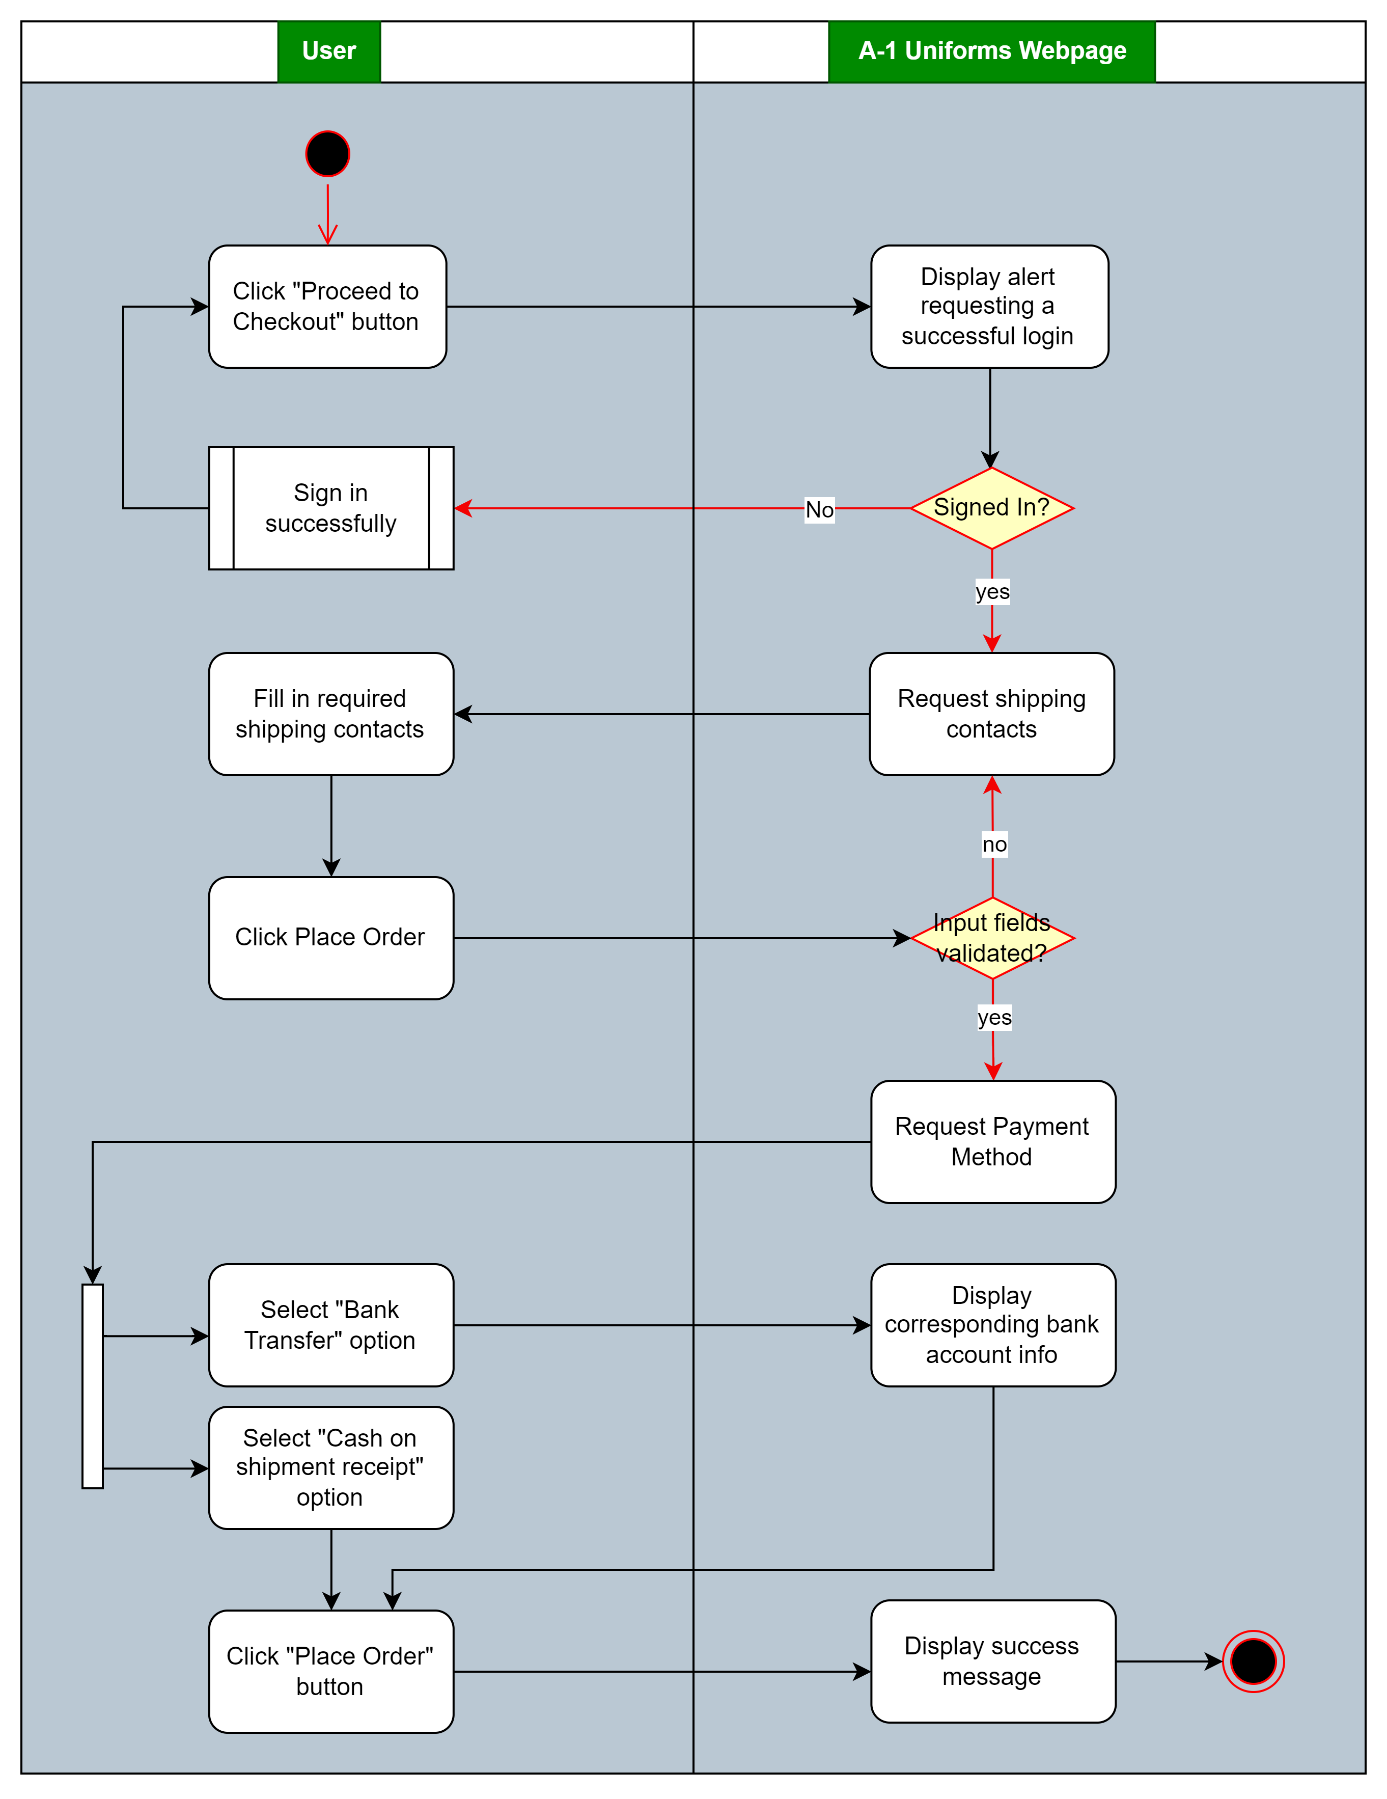 User
A-1 Uniforms Webpage
Click "Proceed to
Checkout" button
Display alert
requesting a
successful login
Sign in
successfully
No
Signed In?
yes
Fill in required
shipping contacts
Request shipping
contacts
no
Click Place Order
Input fields
validated?
yes
Request Payment
Method
Select "Bank
Transfer" option
Display
corresponding bank
account info
Select "Cash on
shipment receipt"
option
Click "Place Order"
button
Display success
message